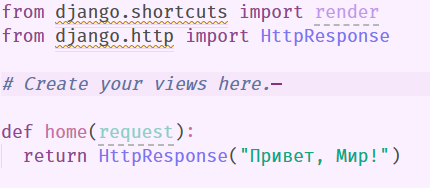 from django.shortcuts import render
from django.http import HttpResponse
# Create your views here.
def home(request):
return HttpResponse("Привет, Мир!")